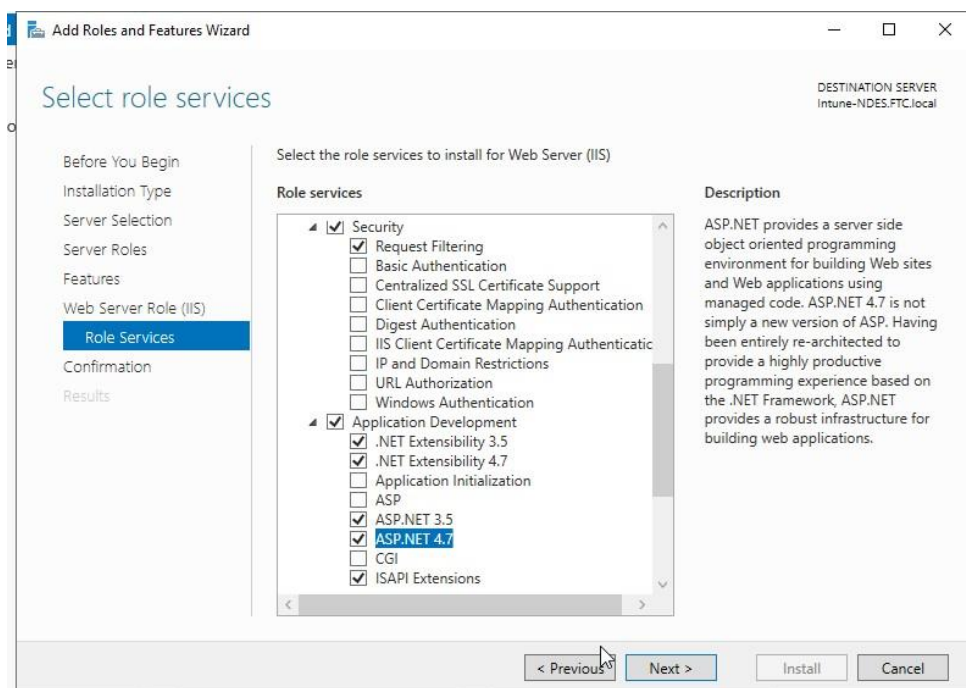 Add Roles and Features Wizard
Select role services
DESTINATION SERVER
Intune-NDES.FTC.local
Before You Begin
Installation Type
Server Selection
Server Roles
Features
Web Server Role (IIS)
Role Services
Confirmation
Results
Select the role services to install for Web Server (IIS)
Role services
Security
Request Filtering
Basic Authentication
Centralized SSL Certificate Support
Client Certificate Mapping Authentication
Digest Authentication
IIS Client Certificate Mapping Authenticatic
IP and Domain Restrictions
URL Authorization
Windows Authentication
Application Development
.NET Extensibility 3.5
.NET Extensibility 4.7
Application Initialization
ASP
ASP.NET 3.5
ASP.NET 4.7
CGI
ISAPI Extensions
Description
ASP.NET provides a server side
object oriented programming
environment for building Web sites
and Web applications using
managed code. ASP.NET 4.7 is not
simply a new version of ASP. Having
been entirely re-architected to
provide a highly productive
programming experience based on
the .NET Framework, ASP.NET
provides a robust infrastructure for
building web applications.
< Previous
Next >
Install
Cancel